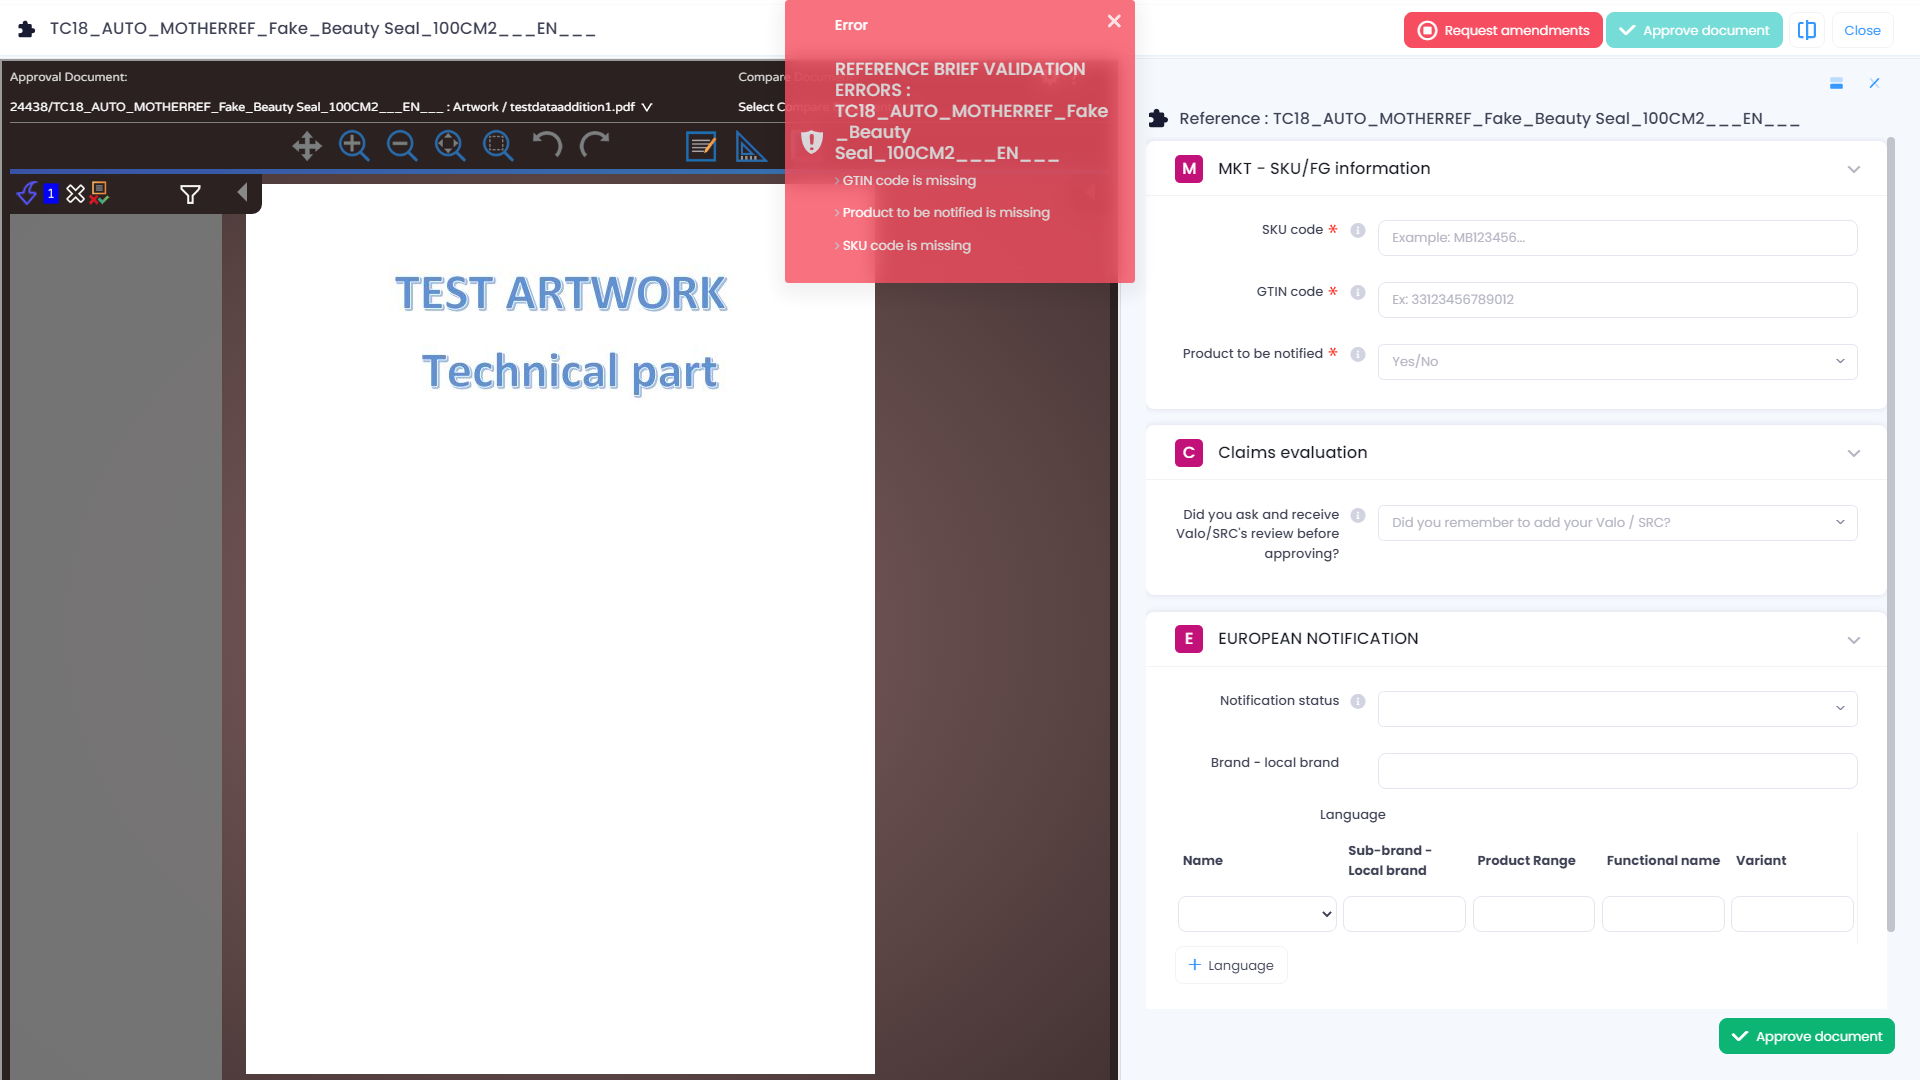 TC18_AUTO_MOTHERREF_Fake_Beauty Seal_100CM2___EN___
Request amendments
Approve document
Close
Error
REFERENCE BRIEF VALIDATION
ERRORS :
TC18_AUTO_MOTHERREF_Fake
_Beauty
Seal_100CM2___EN___
› GTIN code is missing
› Product to be notified is missing
› SKU code is missing
Approval Document:
24438/TC18_AUTO_MOTHERREF_Fake_Beauty Seal_100CM2___EN___ : Artwork / testdataaddition1.pdf
Compare Document
Select Compare
1
TEST ARTWORK
Technical part
Reference : TC18_AUTO_MOTHERREF_Fake_Beauty Seal_100CM2___EN___
M MKT - SKU/FG information
SKU code *
Example: MB123456...
GTIN code *
Ex: 33123456789012
Product to be notified *
Yes/No
C Claims evaluation
Did you ask and receive
Valo/SRC's review before
approving?
Did you remember to add your Valo / SRC?
E EUROPEAN NOTIFICATION
Notification status
Brand - local brand
Language
Name
Sub-brand -
Local brand
Product Range
Functional name
Variant
+ Language
Approve document